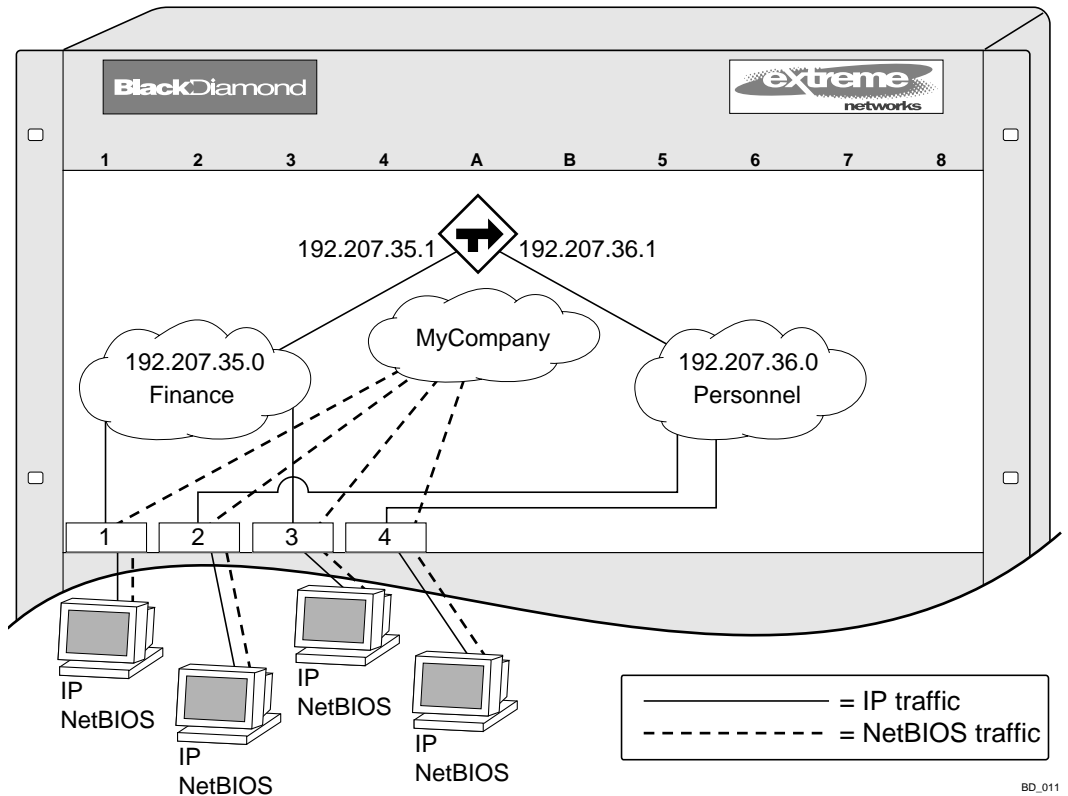 BlackDiamond
extreme
networks
1 2 3 4 A B 5 6 7 8
192.207.35.1
192.207.36.1
MyCompany
192.207.35.0
Finance
192.207.36.0
Personnel
1
2
3
4
IP
NetBIOS
IP
NetBIOS
IP
NetBIOS
IP
NetBIOS
= IP traffic
= NetBIOS traffic
BD_011